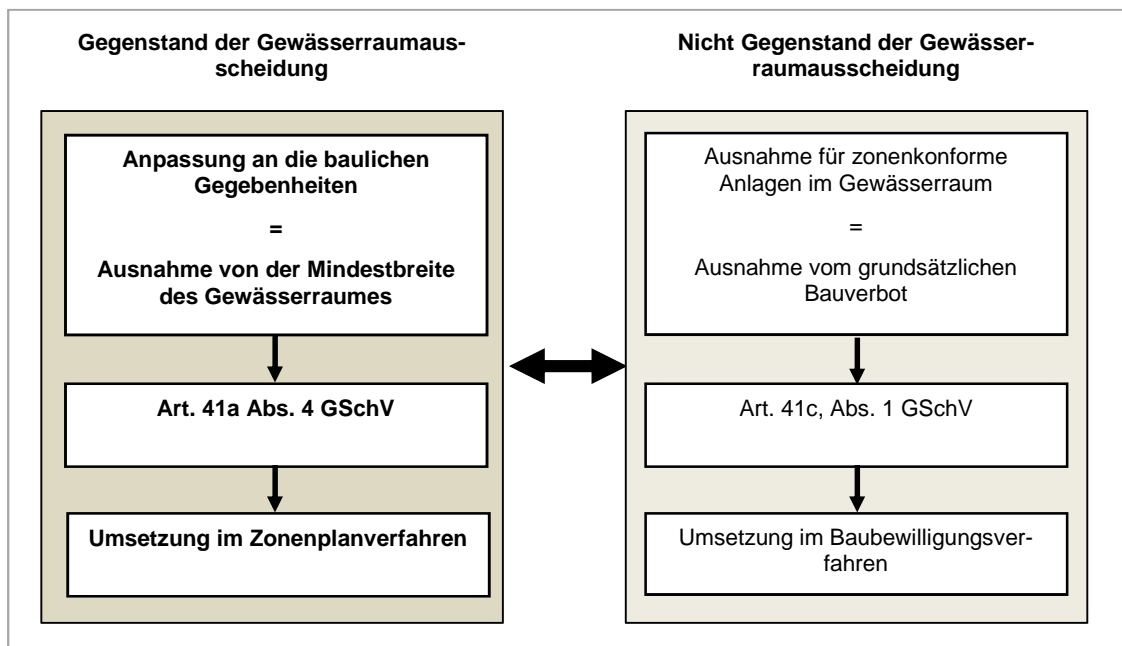 Gegenstand der Gewässerraumaus-
scheidung
Anpassung an die baulichen
Gegebenheiten
=
Ausnahme von der Mindestbreite
des Gewässerraumes
Art. 41a Abs. 4 GSchV
Umsetzung im Zonenplanverfahren
Nicht Gegenstand der Gewässer-
raumausscheidung
Ausnahme für zonenkonforme
Anlagen im Gewässerraum
=
Ausnahme vom grundsätzlichen
Bauverbot
Art. 41c, Abs. 1 GSchV
Umsetzung im Baubewilligungsver-
fahren